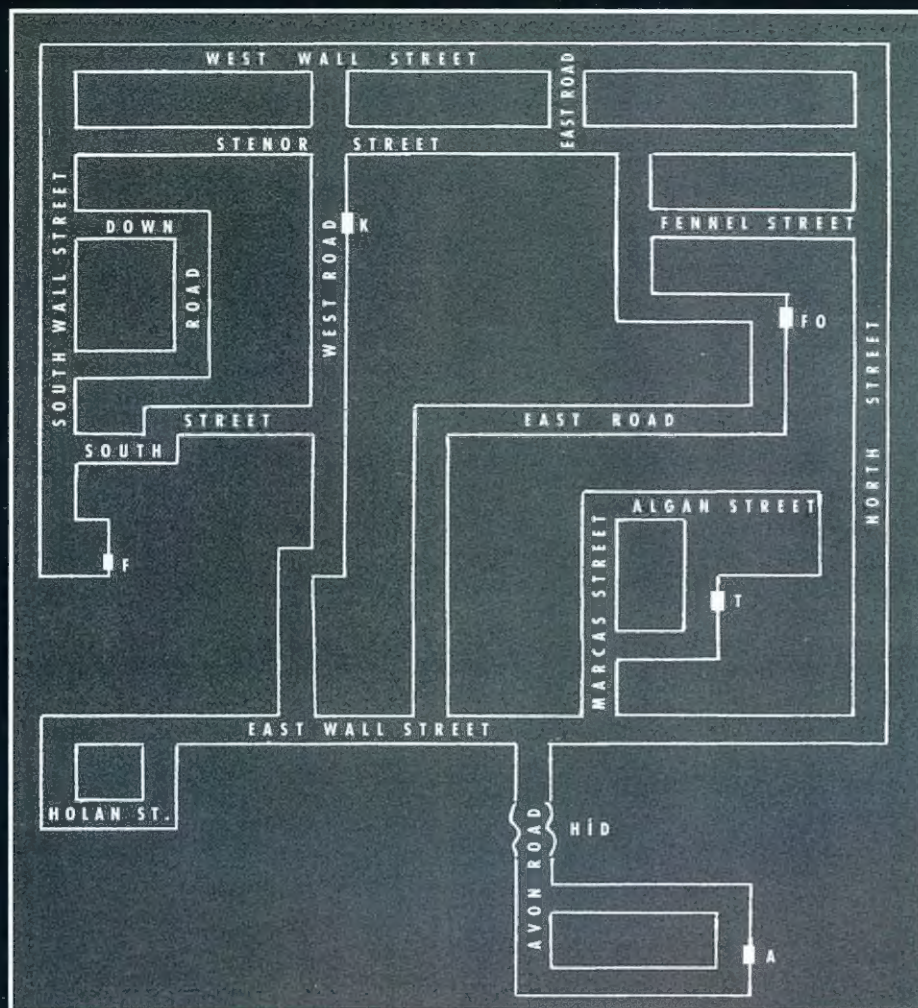 WEST WALL STREET
EAST ROAD
STENOR STREET
SOUTH WALL STREET
DOWN
ROAD
WEST ROAD
K
FENNEL STREET
FO
NORTH STREET
STREET
SOUTH
EAST ROAD
F
ALGAN STREET
MARCAS STREET
T
EAST WALL STREET
HOLAN ST.
AVON ROAD
HÍD
A